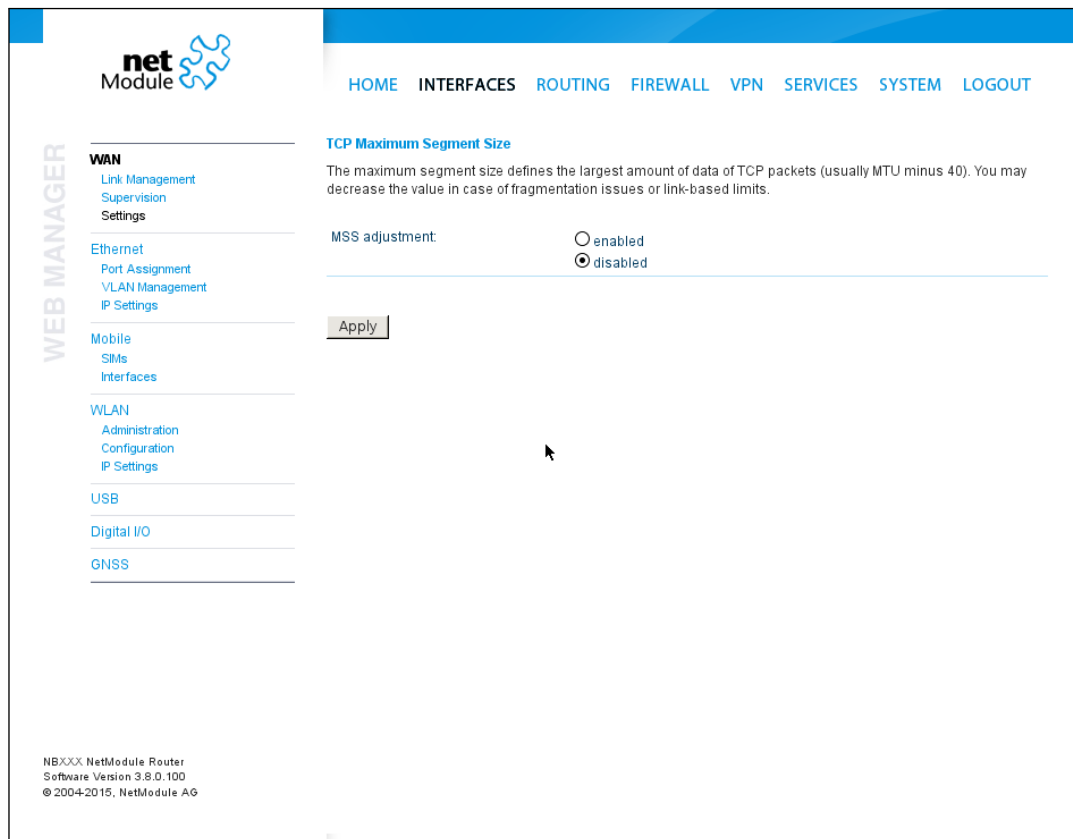 net
Module
HOME INTERFACES ROUTING FIREWALL VPN SERVICES SYSTEM LOGOUT
WEB MANAGER
WAN
Link Management
Supervision
Settings
Ethernet
Port Assignment
VLAN Management
IP Settings
Mobile
SIMs
Interfaces
WLAN
Administration
Configuration
IP Settings
USB
Digital I/O
GNSS
TCP Maximum Segment Size
The maximum segment size defines the largest amount of data of TCP packets (usually MTU minus 40). You may
decrease the value in case of fragmentation issues or link-based limits.
MSS adjustment:
enabled
disabled
Apply
NBXXX NetModule Router
Software Version 3.8.0.100
© 2004-2015, NetModule AG